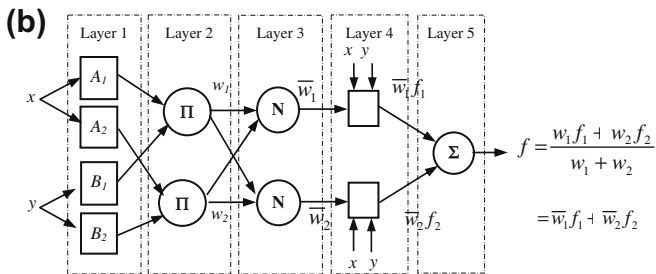 (b)
Layer 1 Layer 2 Layer 3 Layer 4 Layer 5
x y
A₁ w₁ w̅₁ w̅₁f₁
x Π N
A₂
Σ f = (w₁f₁ + w₂f₂) / (w₁ + w₂)
B₁
y Π N
w₂ w̅₂ w̅₂f₂ = w̅₁f₁ + w̅₂f₂
B₂
x y